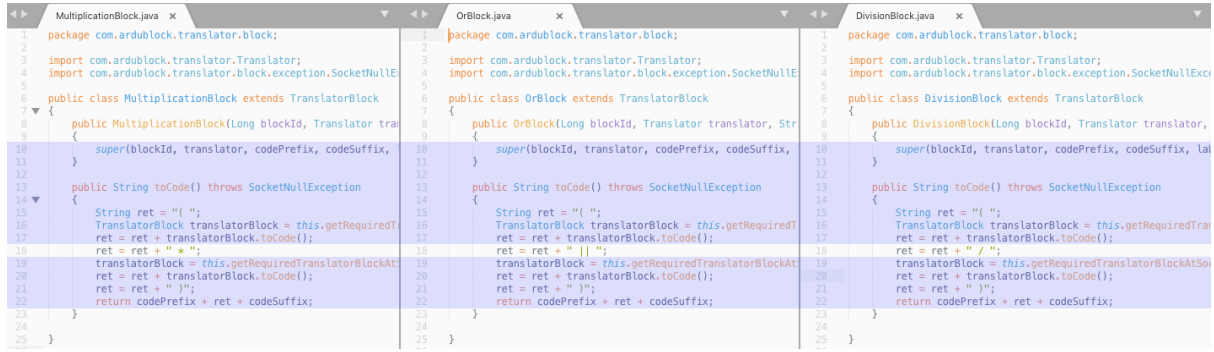 MultiplicationBlock.java ×
1 package com.ardublock.translator.block;
2
3 import com.ardublock.translator.Translator;
4 import com.ardublock.translator.block.exception.SocketNullE
5
6 public class MultiplicationBlock extends TranslatorBlock
7 {
8 public MultiplicationBlock(Long blockId, Translator tra
9 {
10 super(blockId, translator, codePrefix, codeSuffix,
11 }
12
13 public String toCode() throws SocketNullException
14 {
15 String ret = "( ";
16 TranslatorBlock translatorBlock = this.getRequiredT
17 ret = ret + translatorBlock.toCode();
18 ret = ret + " * ";
19 translatorBlock = this.getRequiredTranslatorBlockAtS
20 ret = ret + translatorBlock.toCode();
21 ret = ret + " )";
22 return codePrefix + ret + codeSuffix;
23 }
24
25 }
OrBlock.java ×
1 package com.ardublock.translator.block;
2
3 import com.ardublock.translator.Translator;
4 import com.ardublock.translator.block.exception.SocketNullE
5
6 public class OrBlock extends TranslatorBlock
7 {
8 public OrBlock(Long blockId, Translator translator, Str
9 {
10 super(blockId, translator, codePrefix, codeSuffix,
11 }
12
13 public String toCode() throws SocketNullException
14 {
15 String ret = "( ";
16 TranslatorBlock translatorBlock = this.getRequiredT
17 ret = ret + translatorBlock.toCode();
18 ret = ret + " || ";
19 translatorBlock = this.getRequiredTranslatorBlockAt
20 ret = ret + translatorBlock.toCode();
21 ret = ret + " )";
22 return codePrefix + ret + codeSuffix;
23 }
24
25 }
DivisionBlock.java ×
1 package com.ardublock.translator.block;
2
3 import com.ardublock.translator.Translator;
4 import com.ardublock.translator.block.exception.SocketNullExce
5
6 public class DivisionBlock extends TranslatorBlock
7 {
8 public DivisionBlock(Long blockId, Translator translator,
9 {
10 super(blockId, translator, codePrefix, codeSuffix, lab
11 }
12
13 public String toCode() throws SocketNullException
14 {
15 String ret = "( ";
16 TranslatorBlock translatorBlock = this.getRequiredTran
17 ret = ret + translatorBlock.toCode();
18 ret = ret + " / ";
19 translatorBlock = this.getRequiredTranslatorBlockAtSoc
20 ret = ret + translatorBlock.toCode();
21 ret = ret + " )";
22 return codePrefix + ret + codeSuffix;
23 }
24
25 }